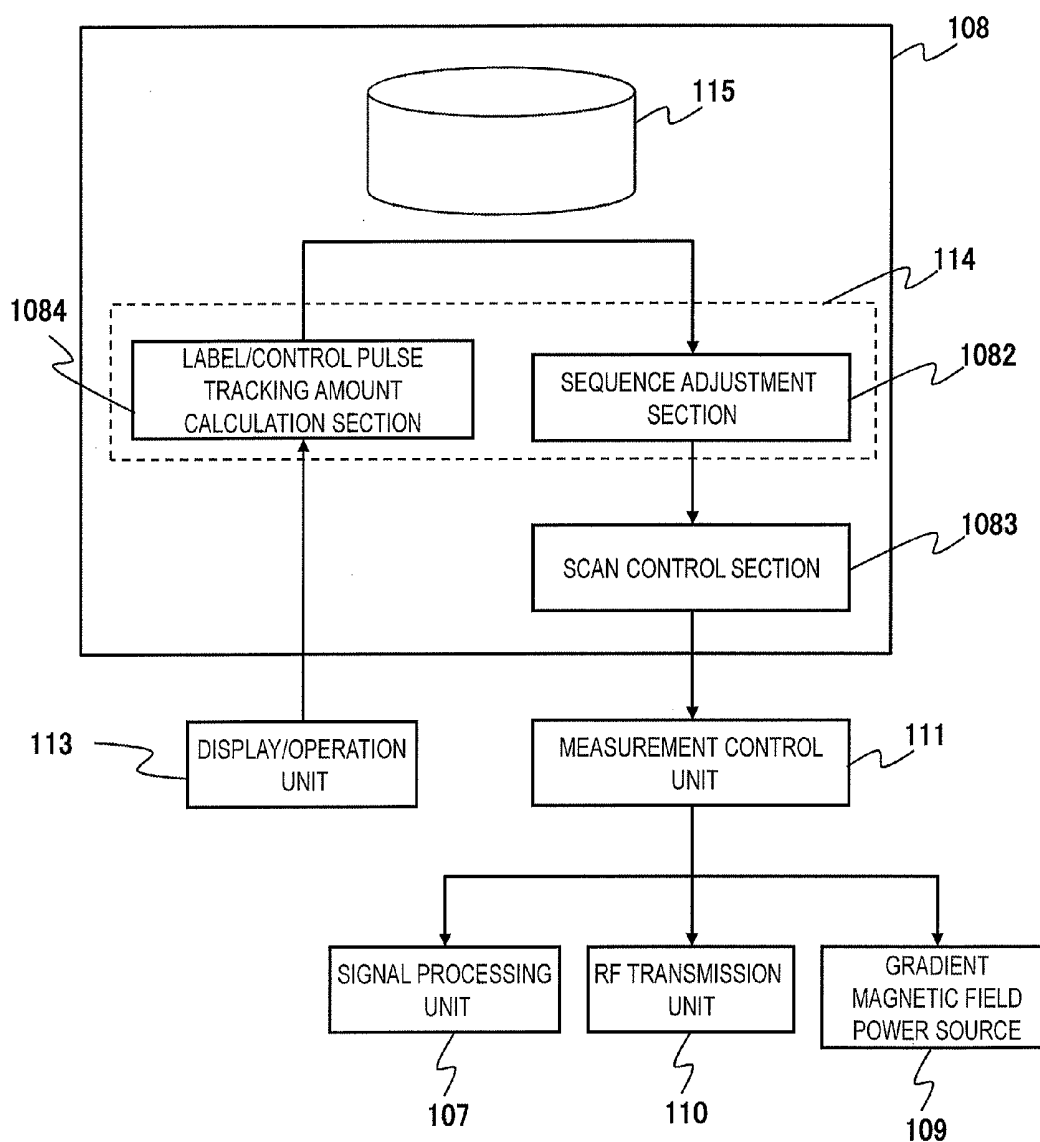 108
115
114
1084
LABEL/CONTROL PULSE
TRACKING AMOUNT
CALCULATION SECTION
SEQUENCE ADJUSTMENT
SECTION
1082
1083
SCAN CONTROL SECTION
113
DISPLAY/OPERATION
UNIT
MEASUREMENT CONTROL
UNIT
111
SIGNAL PROCESSING
UNIT
RF TRANSMISSION
UNIT
GRADIENT
MAGNETIC FIELD
POWER SOURCE
107
110
109